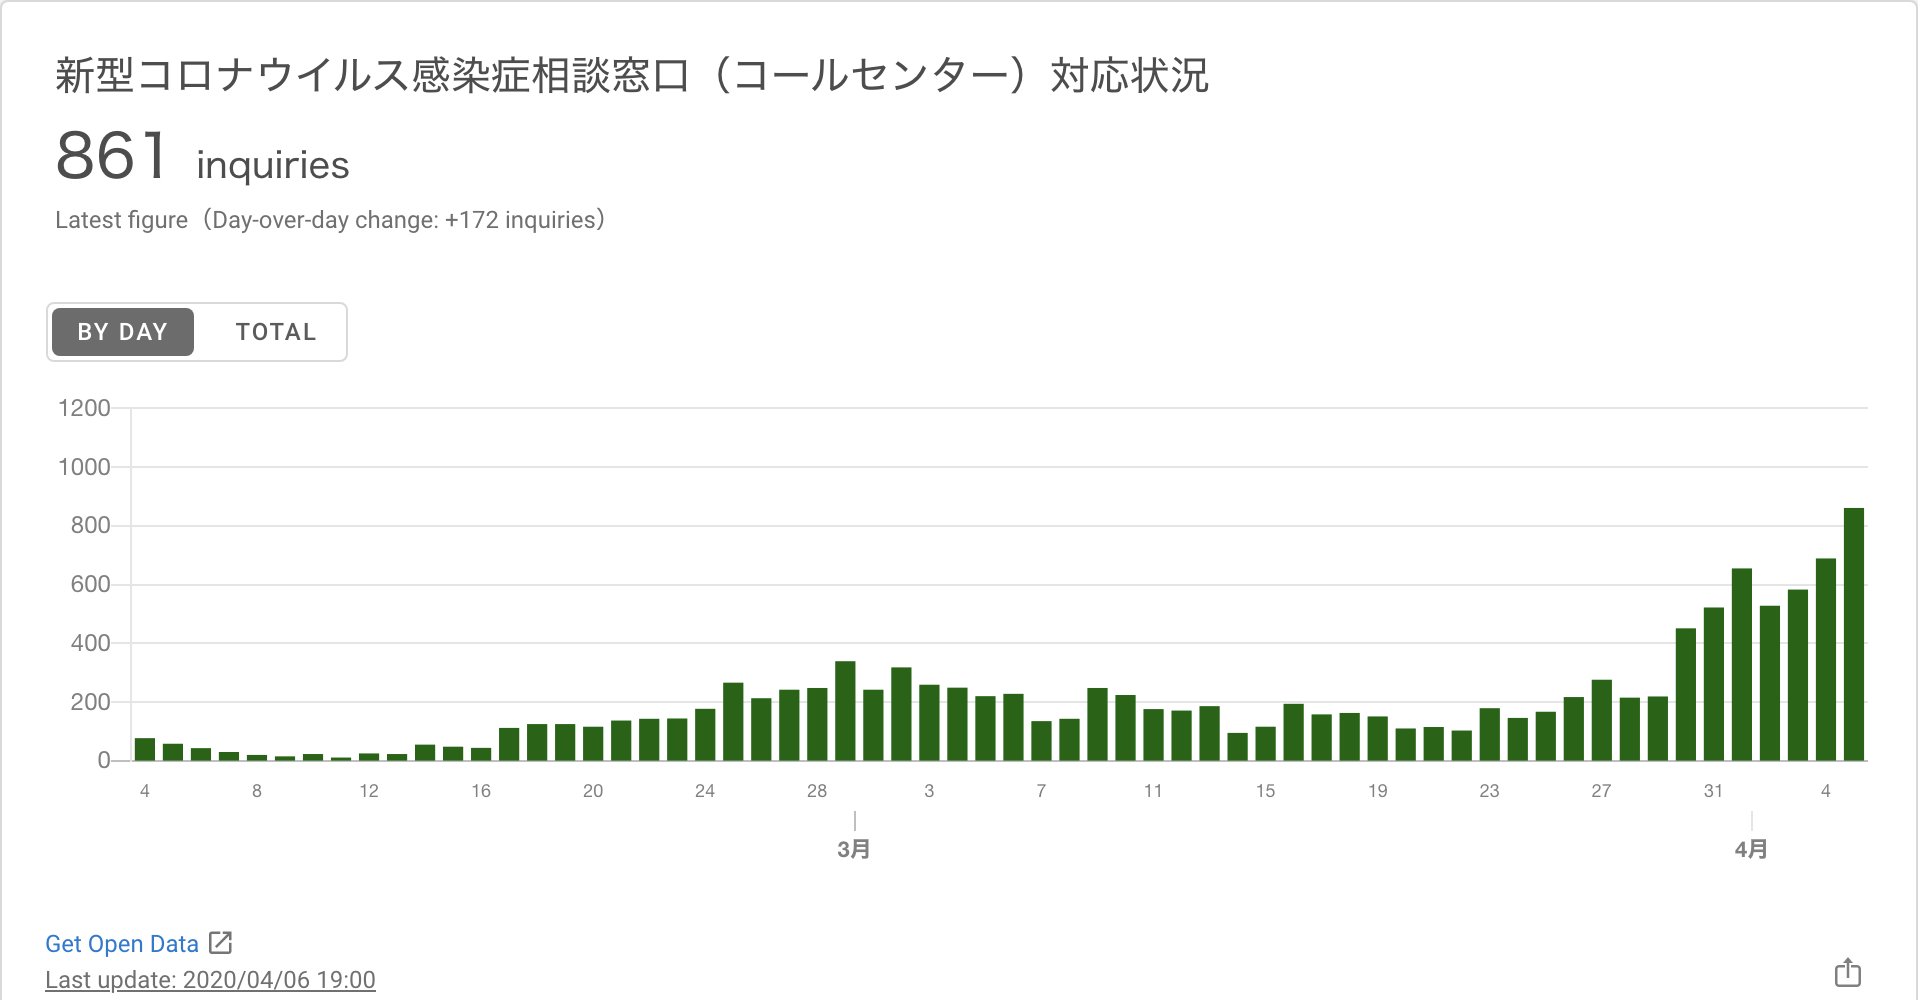 新型コロナウイルス感染症相談窓口（コールセンター）対応状況
861 inquiries
Latest figure（Day-over-day change: +172 inquiries）
BY DAY TOTAL
1200
1000
800
600
400
200
0
4 8 12 16 20 24 28 3 7 11 15 19 23 27 31 4
3月 4月
Get Open Data
Last update: 2020/04/06 19:00